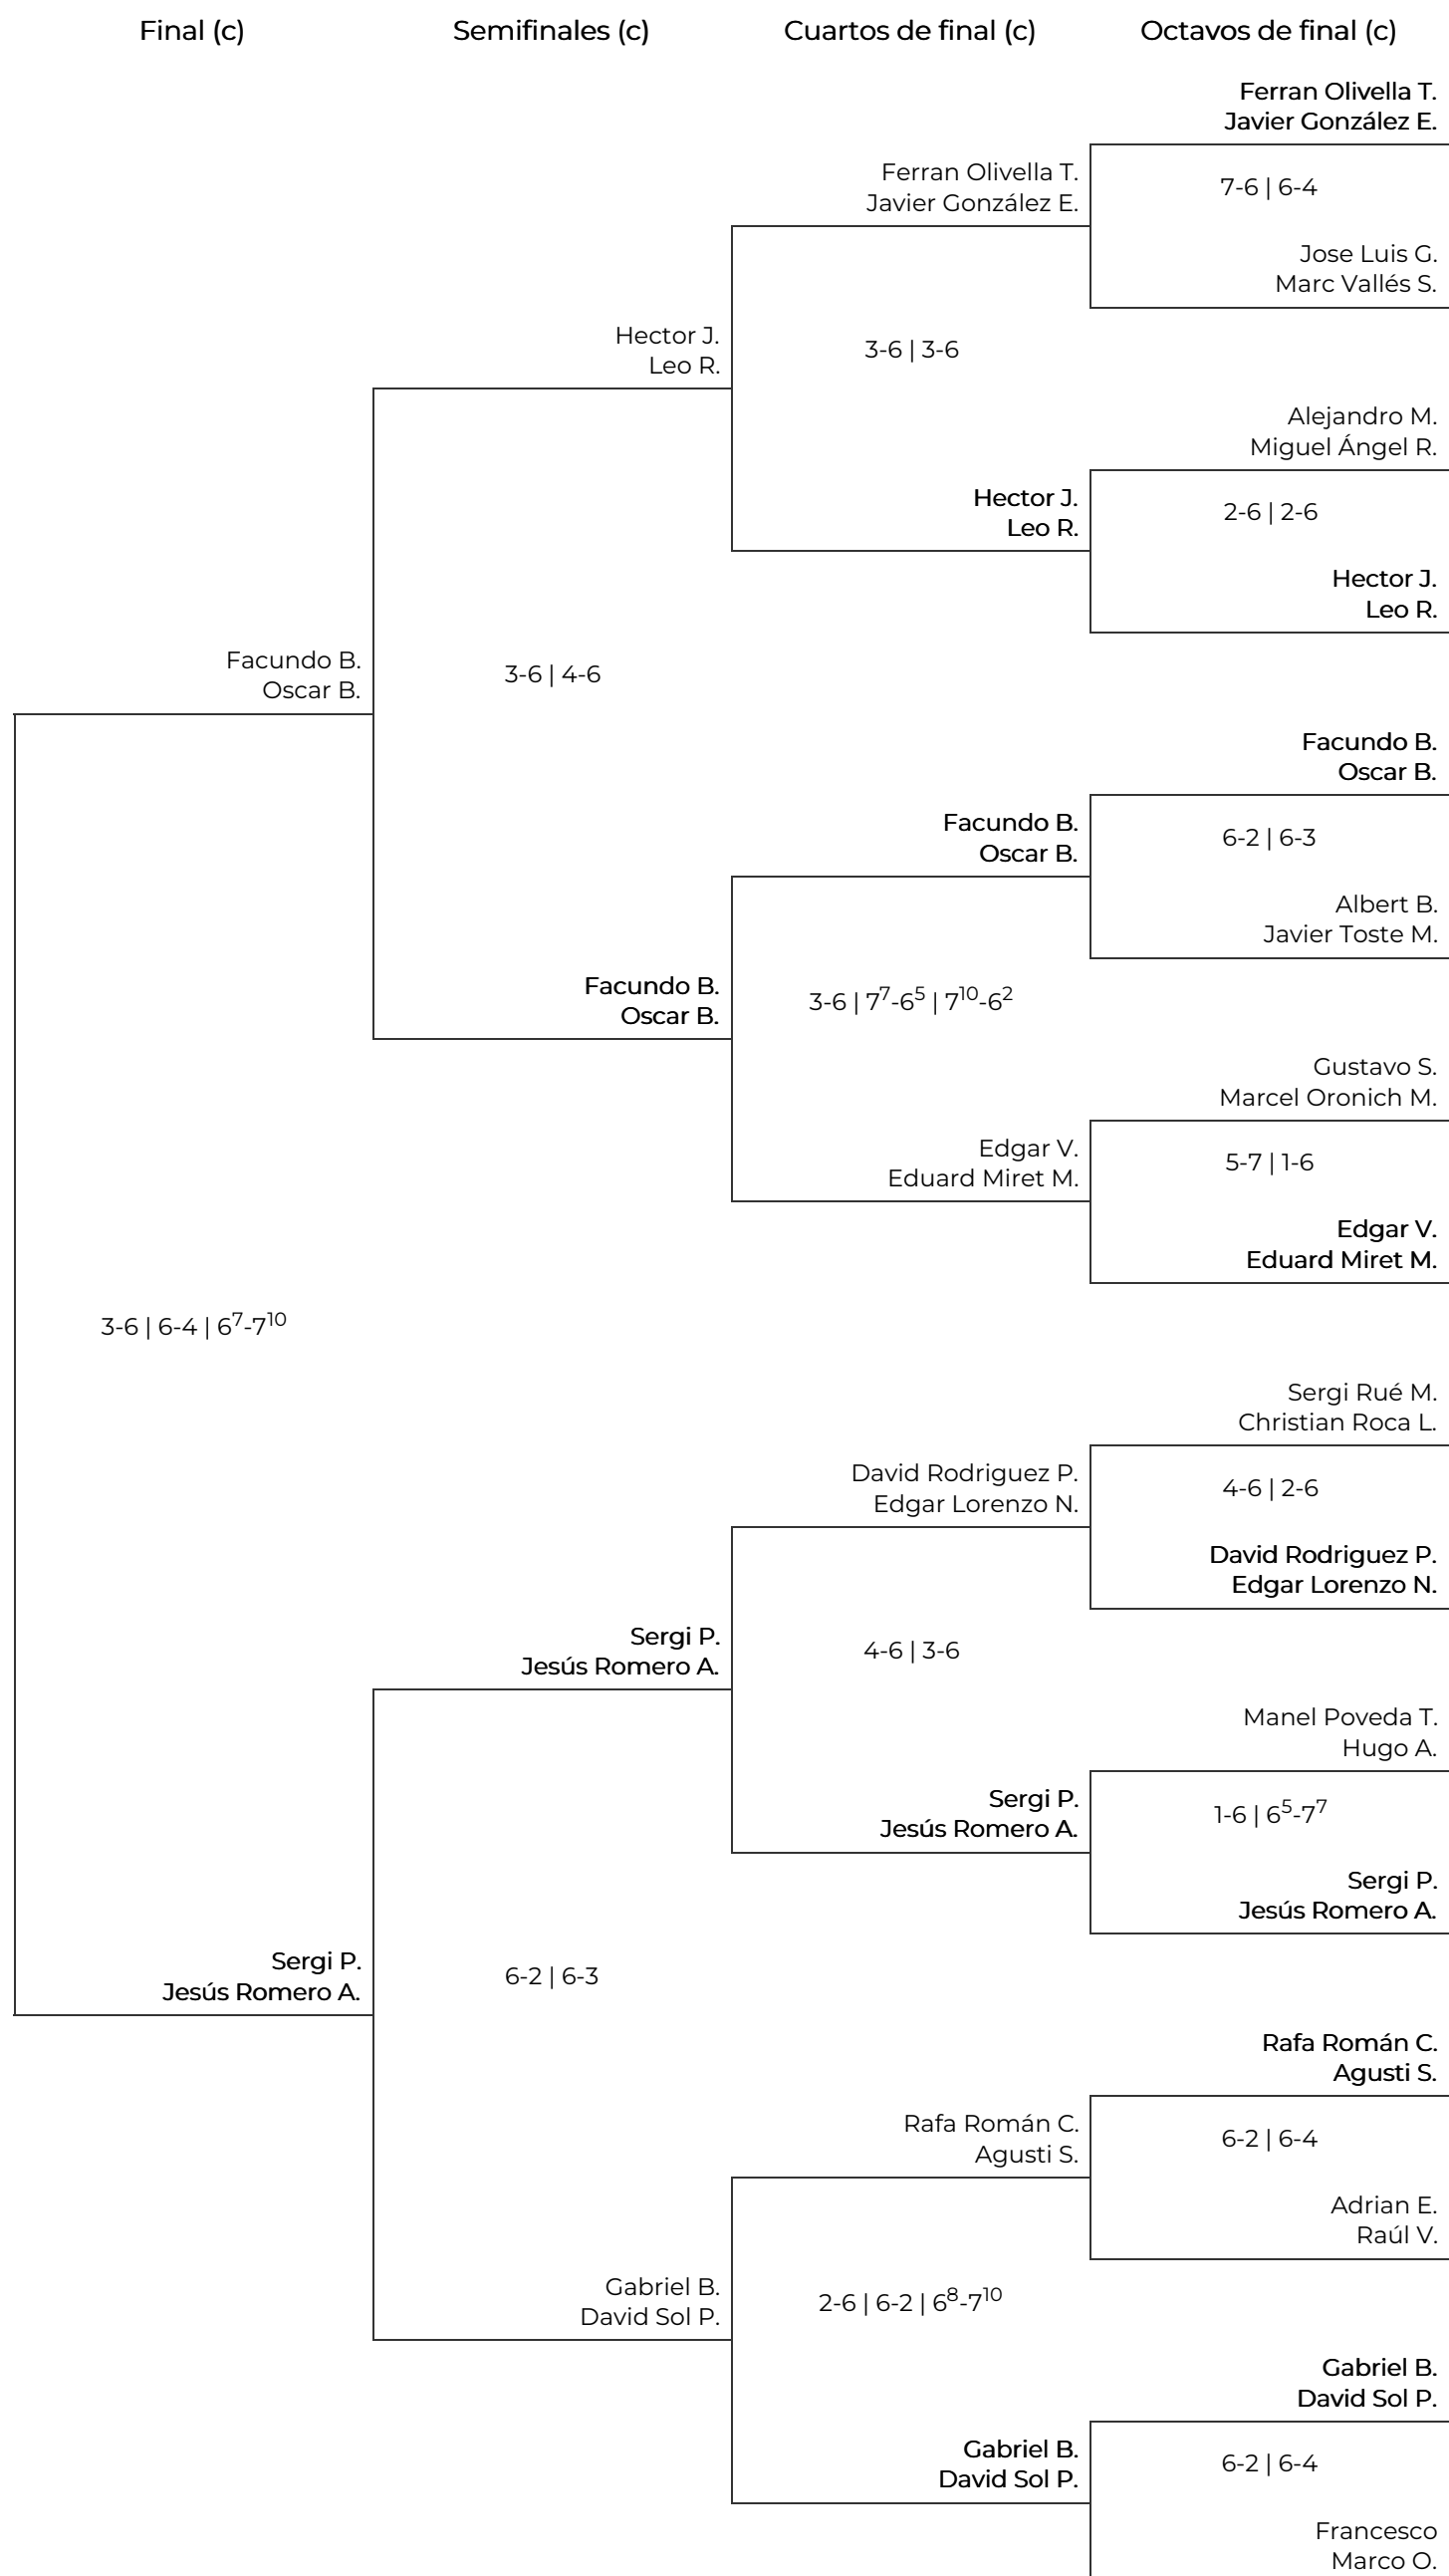 Final (c)
Semifinales (c)
Cuartos de final (c)
Octavos de final (c)
Ferran Olivella T.
Javier González E.
Ferran Olivella T.
Javier González E.
7-6 | 6-4
Jose Luis G.
Marc Vallés S.
Hector J.
Leo R.
3-6 | 3-6
Alejandro M.
Miguel Ángel R.
Hector J.
Leo R.
2-6 | 2-6
Hector J.
Leo R.
Facundo B.
Oscar B.
3-6 | 4-6
Facundo B.
Oscar B.
Facundo B.
Oscar B.
6-2 | 6-3
Albert B.
Javier Toste M.
Facundo B.
Oscar B.
3-6 | 7⁷-6⁵ | 7¹⁰-6²
Gustavo S.
Marcel Oronich M.
Edgar V.
Eduard Miret M.
5-7 | 1-6
Edgar V.
Eduard Miret M.
3-6 | 6-4 | 6⁷-7¹⁰
Sergi Rué M.
Christian Roca L.
David Rodriguez P.
Edgar Lorenzo N.
4-6 | 2-6
David Rodriguez P.
Edgar Lorenzo N.
Sergi P.
Jesús Romero A.
4-6 | 3-6
Manel Poveda T.
Hugo A.
Sergi P.
Jesús Romero A.
1-6 | 6⁵-7⁷
Sergi P.
Jesús Romero A.
Sergi P.
Jesús Romero A.
6-2 | 6-3
Rafa Román C.
Agusti S.
Rafa Román C.
Agusti S.
6-2 | 6-4
Adrian E.
Raúl V.
Gabriel B.
David Sol P.
2-6 | 6-2 | 6⁸-7¹⁰
Gabriel B.
David Sol P.
Gabriel B.
David Sol P.
6-2 | 6-4
Francesco
Marco O.